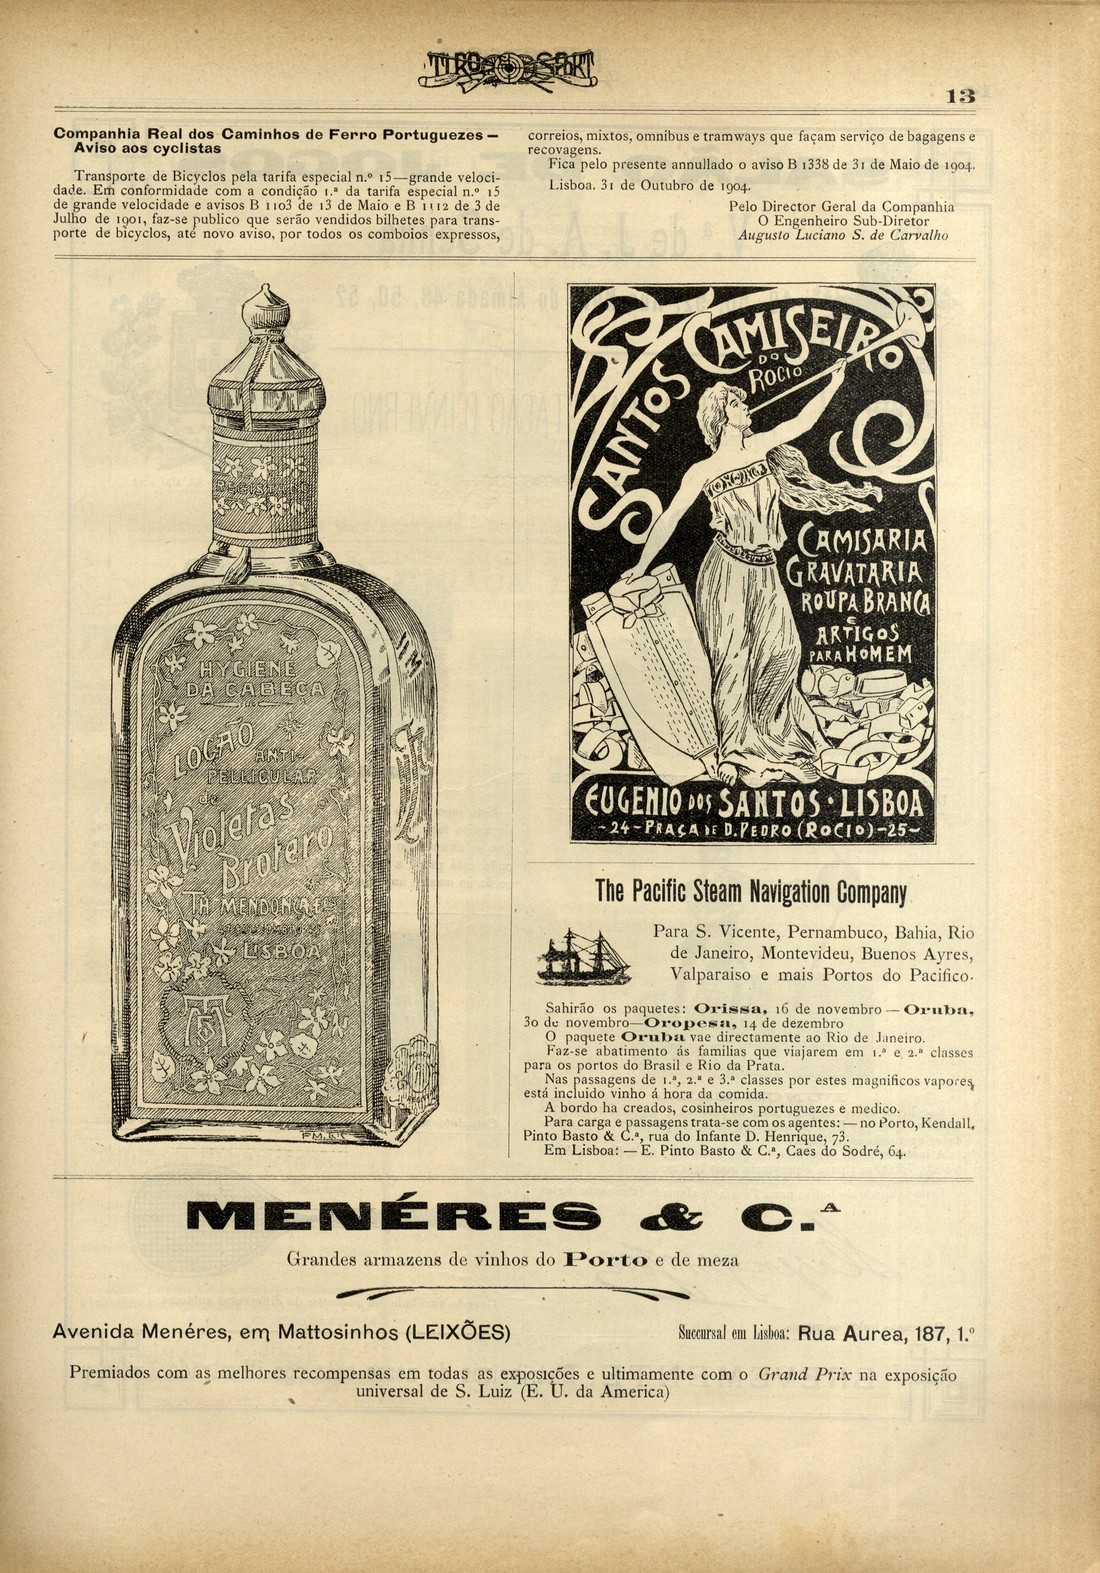 TIRO E SPORT
13
Companhia Real dos Caminhos de Ferro Portuguezes —
Aviso aos cyclistas
Transporte de Bicyclos pela tarifa especial n.º 15—grande veloci-
dade. Em conformidade com a condição 1.ª da tarifa especial n.º 15
de grande velocidade e avisos B 1103 de 13 de Maio e B 1112 de 3 de
Julho de 1901, faz-se publico que serão vendidos bilhetes para trans-
porte de bicyclos, até novo aviso, por todos os comboios expressos,
correios, mixtos, omnibus e tramways que façam serviço de bagagens e
recovagens.
Fica pelo presente annullado o aviso B 1338 de 31 de Maio de 1904.
Lisboa. 31 de Outubro de 1904.
Pelo Director Geral da Companhia
O Engenheiro Sub-Diretor
Augusto Luciano S. de Carvalho
HYGIENE
DA CABEÇA
LOÇÃO ANTI-
PELLICULAR
de
Violetas
Brotero
LISBOA
SANTOS CAMISEIRO
DO
ROCIO
CAMISARIA
GRAVATARIA
ROUPA BRANCA
E
ARTIGOS
PARA HOMEM
EUGENIO DOS SANTOS · LISBOA
~24-PRAÇA DE D. PEDRO (ROCIO)-25~
The Pacific Steam Navigation Company
Para S. Vicente, Pernambuco, Bahia, Rio
de Janeiro, Montevideu, Buenos Ayres,
Valparaiso e mais Portos do Pacifico.
Sahirão os paquetes: Orissa, 16 de novembro — Oruba,
30 de novembro—Oropesa, 14 de dezembro
O paquete Oruba vae directamente ao Rio de Janeiro.
Faz-se abatimento ás familias que viajarem em 1.ª e 2.ª classes
para os portos do Brasil e Rio da Prata.
Nas passagens de 1.ª, 2.ª e 3.ª classes por estes magnificos vapores,
está incluido vinho á hora da comida.
A bordo ha creados, cosinheiros portuguezes e medico.
Para carga e passagens trata-se com os agentes: — no Porto, Kendall,
Pinto Basto & C.ª, rua do Infante D. Henrique, 73.
Em Lisboa: — E. Pinto Basto & C.ª, Caes do Sodré, 64.
MENÉRES & C.ᴬ
Grandes armazens de vinhos do Porto e de meza
Avenida Menéres, em Mattosinhos (LEIXÕES)
Succursal em Lisboa: Rua Aurea, 187, 1.º
Premiados com as melhores recompensas em todas as exposições e ultimamente com o Grand Prix na exposição
universal de S. Luiz (E. U. da America)